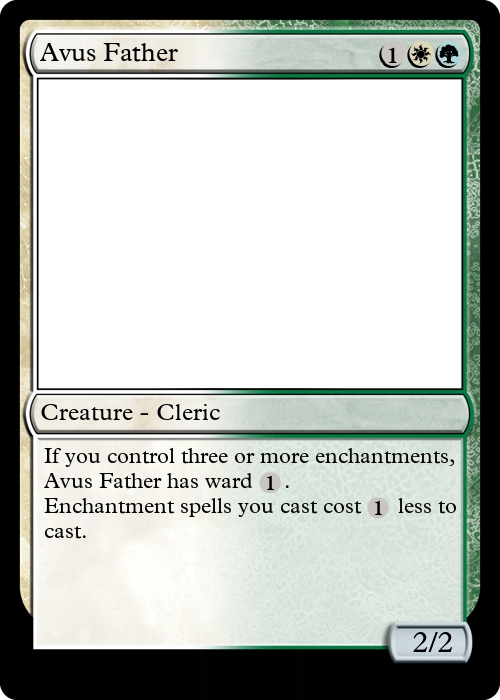 Avus Father 1
Creature - Cleric
If you control three or more enchantments,
Avus Father has ward 1 .
Enchantment spells you cast cost 1 less to
cast.
2/2